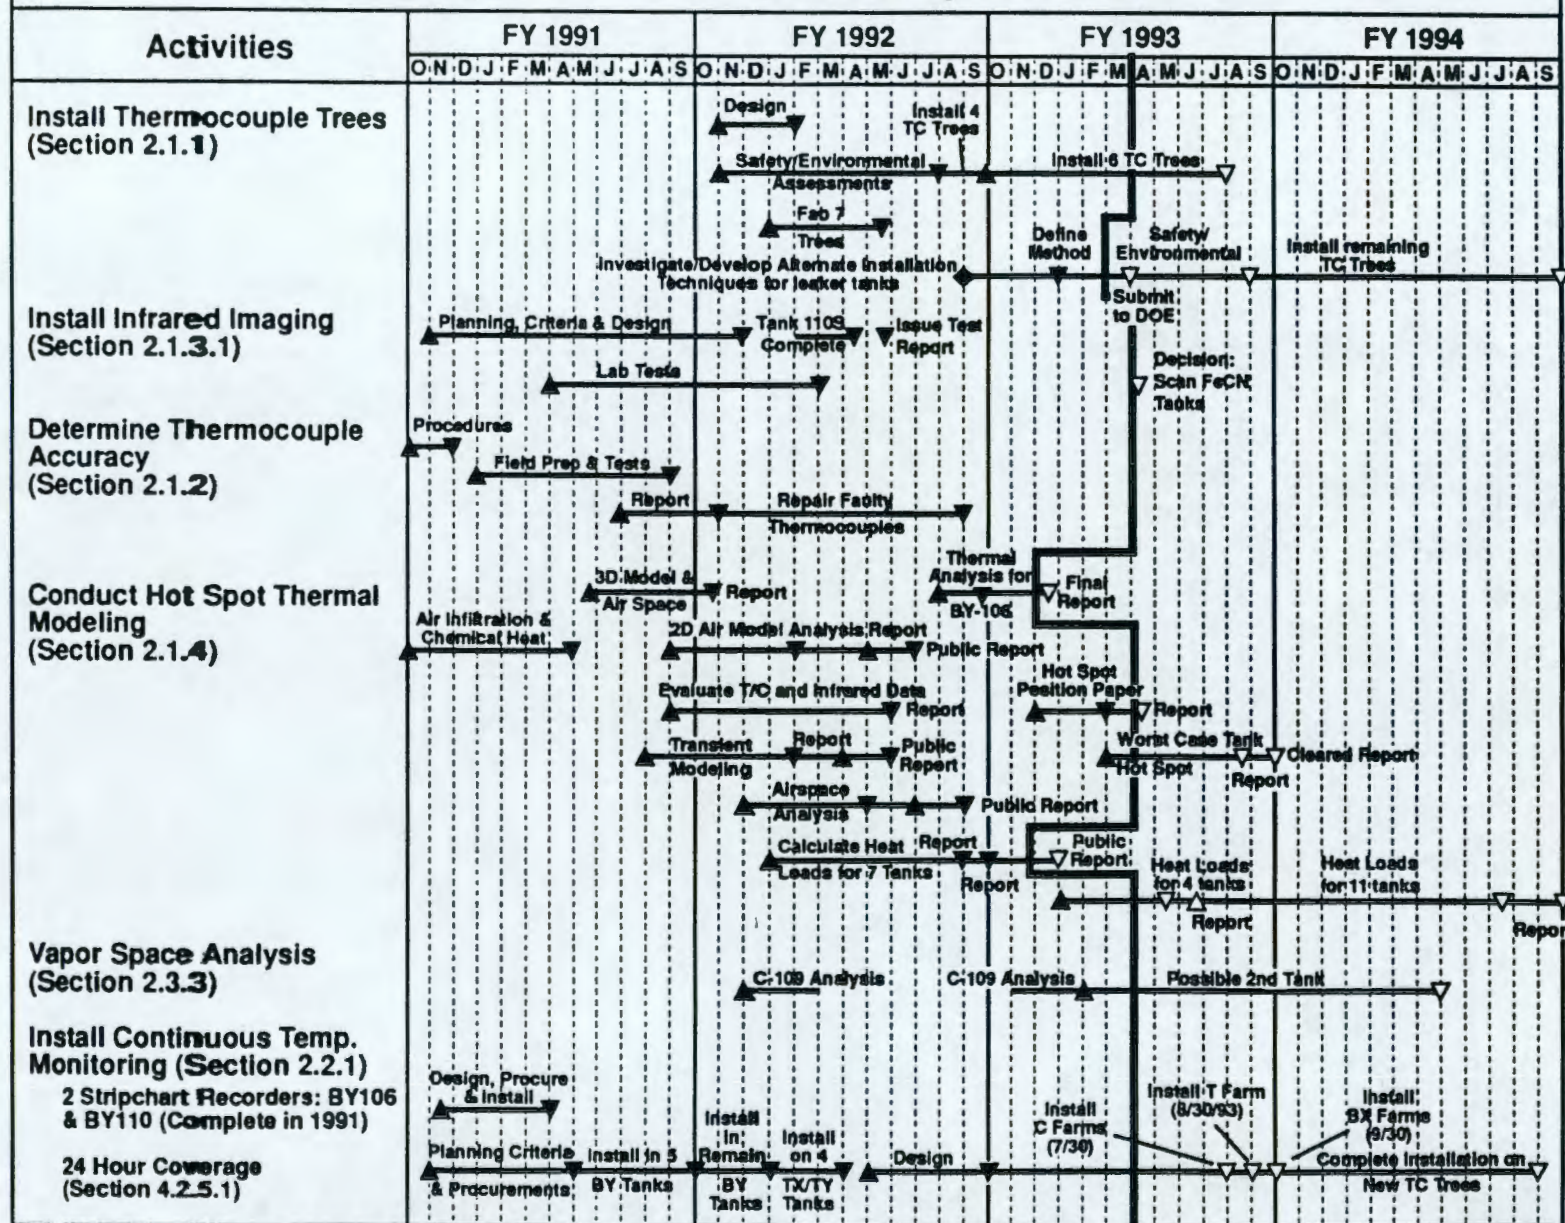 Activities
FY 1991
FY 1992
FY 1993
FY 1994
O N D J F M A M J J A S O N D J F M A M J J A S O N D J F M A M J J A S O N D J F M A M J J A S
Install Thermocouple Trees
(Section 2.1.1)
Design
Install 4
TC Trees
Safety/Environmental
Assessments
Install 6 TC Trees
Fab 7
Trees
Define
Method
Safety/
Environmental
Install remaining
TC Trees
Investigate/Develop Alternate Installation
Techniques for leaker tanks
Submit
to DOE
Install Infrared Imaging
(Section 2.1.3.1)
Planning, Criteria & Design
Tank 110S
Complete
Issue Test
Report
Lab Tests
Decision:
Scan FeCN
Tanks
Determine Thermocouple
Accuracy
(Section 2.1.2)
Procedures
Field Prep & Tests
Report
Repair Faulty
Thermocouples
Conduct Hot Spot Thermal
Modeling
(Section 2.1.4)
3D Model &
Air Space
Report
Thermal
Analysis for
BY-106
Final
Report
Air Infiltration &
Chemical Heat
2D Air Model Analysis Report
Public Report
Evaluate T/C and Infrared Data
Report
Hot Spot
Position Paper
Report
Transient
Modeling
Report
Public
Report
Worst Case Tank
Hot Spot
Report
Cleared Report
Airspace
Analysis
Public Report
Calculate Heat
Loads for 7 Tanks
Report
Report
Public
Report
Heat Loads
for 4 tanks
Report
Heat Loads
for 11 tanks
Repor
Vapor Space Analysis
(Section 2.3.3)
C-109 Analysis
C-109 Analysis
Possible 2nd Tank
Install Continuous Temp.
Monitoring (Section 2.2.1)
2 Stripchart Recorders: BY106
& BY110 (Complete in 1991)
Design, Procure
& Install
24 Hour Coverage
(Section 4.2.5.1)
Planning Criteria
& Procurements
Install in 5
BY Tanks
Install
in
Remain
BY
Tanks
Install
on 4
TX/TY
Tanks
Design
Install
C Farms
(7/30)
Install T Farm
(8/30/93)
Install
BX Farms
(9/30)
Complete Installation on
New TC Trees